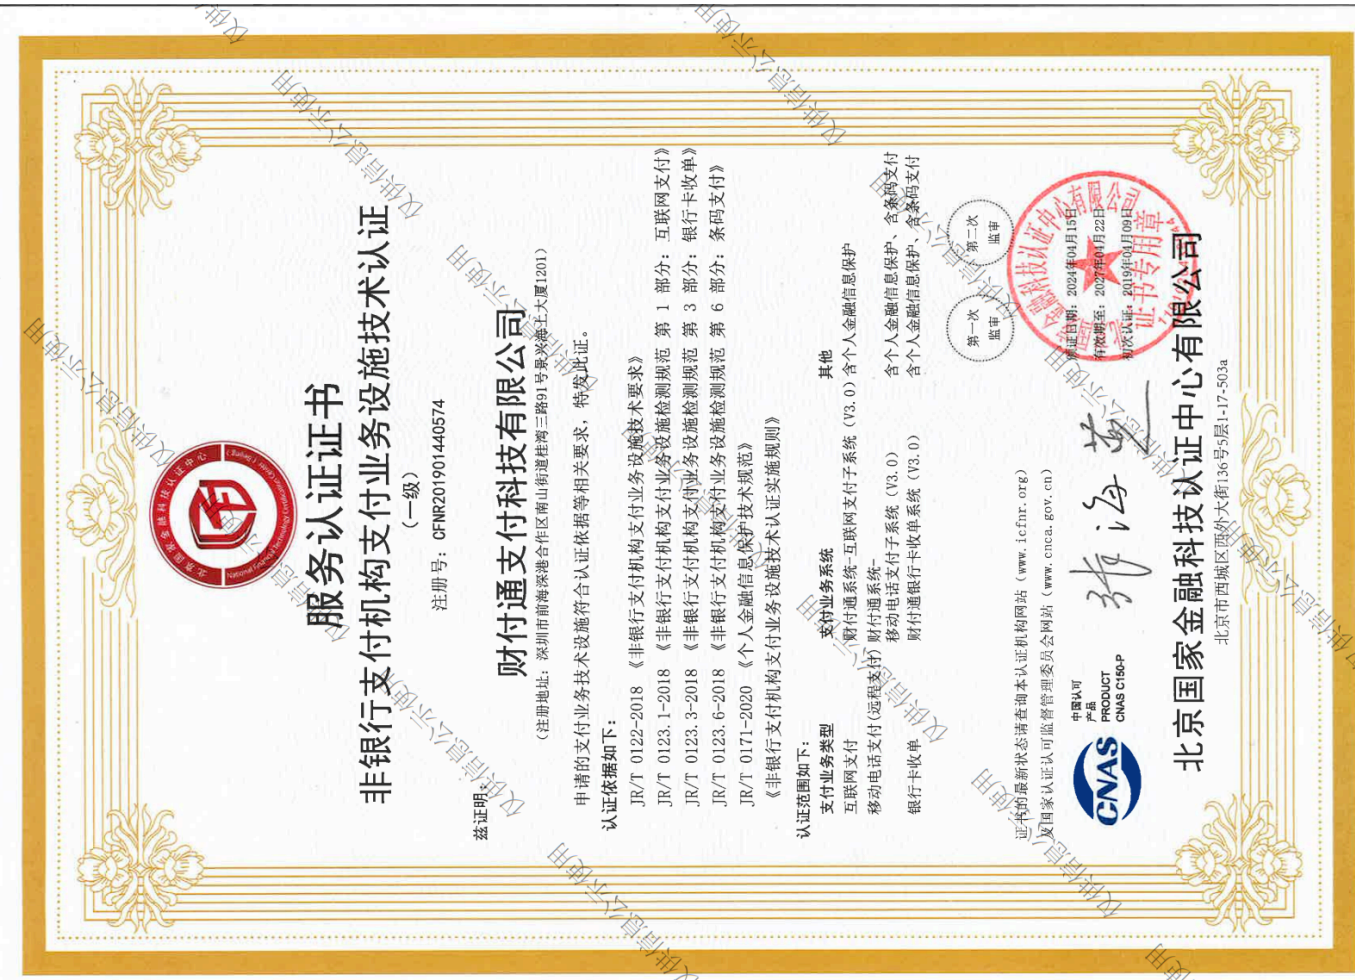 北京国家金融科技认证中心
服务认证证书
非银行支付机构支付业务设施技术认证
（一级）
注册号：CFNR201901440574
兹证明：
财付通支付科技有限公司
（注册地址：深圳市前海深港合作区南山街道桂湾三路91号景兴海上大厦1201）
申请的支付业务技术设施符合认证依据等相关要求，特发此证。
认证依据如下：
JR/T 0122-2018 《非银行支付机构支付业务设施技术要求》
JR/T 0123.1-2018 《非银行支付机构支付业务设施检测规范 第 1 部分：互联网支付》
JR/T 0123.3-2018 《非银行支付机构支付业务设施检测规范 第 3 部分：银行卡收单》
JR/T 0123.6-2018 《非银行支付机构支付业务设施检测规范 第 6 部分：条码支付》
JR/T 0171-2020 《个人金融信息保护技术规范》
《非银行支付机构支付业务设施技术认证实施规则》
认证范围如下：
支付业务类型 支付业务系统 其他
互联网支付 财付通系统-互联网支付子系统（V3.0） 含个人金融信息保护
移动电话支付(远程支付) 财付通系统-
移动电话支付子系统（V3.0） 含个人金融信息保护、含条码支付
银行卡收单 财付通银行卡收单系统（V3.0） 含个人金融信息保护、含条码支付
第一次
监审
第二次
监审
证书的最新状态请查询本认证机构网站（www.icfnr.org）
及国家认证认可监督管理委员会网站（www.cnca.gov.cn）
颁证日期：2024年04月15日
有效期至：2027年04月22日
初次认证：2019年04月09日
证书专用章
CNAS
中国认可
产品
PRODUCT
CNAS C150-P
北京国家金融科技认证中心有限公司
北京市西城区西外大街136号5层1-17-503a
仅供信息公示使用